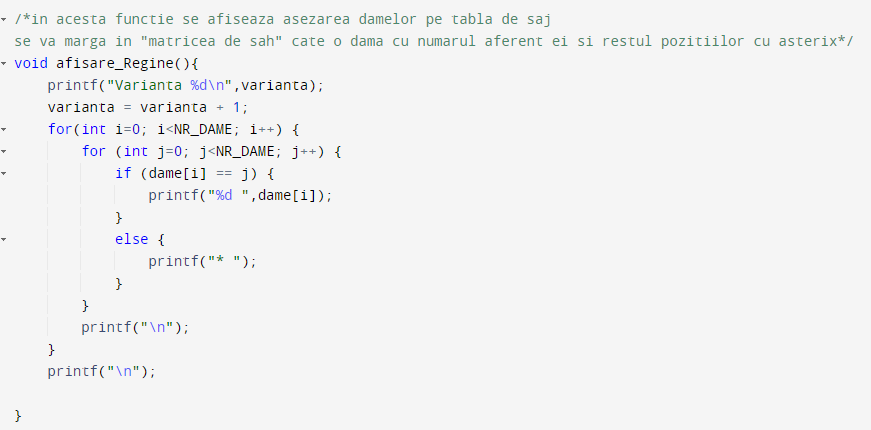 /*in acesta functie se afiseaza asezarea damelor pe tabla de saj
se va marga in "matricea de sah" cate o dama cu numarul aferent ei si restul pozitiilor cu asterix*/
void afisare_Regine(){
    printf("Varianta %d\n",varianta);
    varianta = varianta + 1;
    for(int i=0; i<NR_DAME; i++) {
        for (int j=0; j<NR_DAME; j++) {
            if (dame[i] == j) {
                printf("%d ",dame[i]);
            }
            else {
                printf("* ");
            }
        }
        printf("\n");
    }
    printf("\n");

}